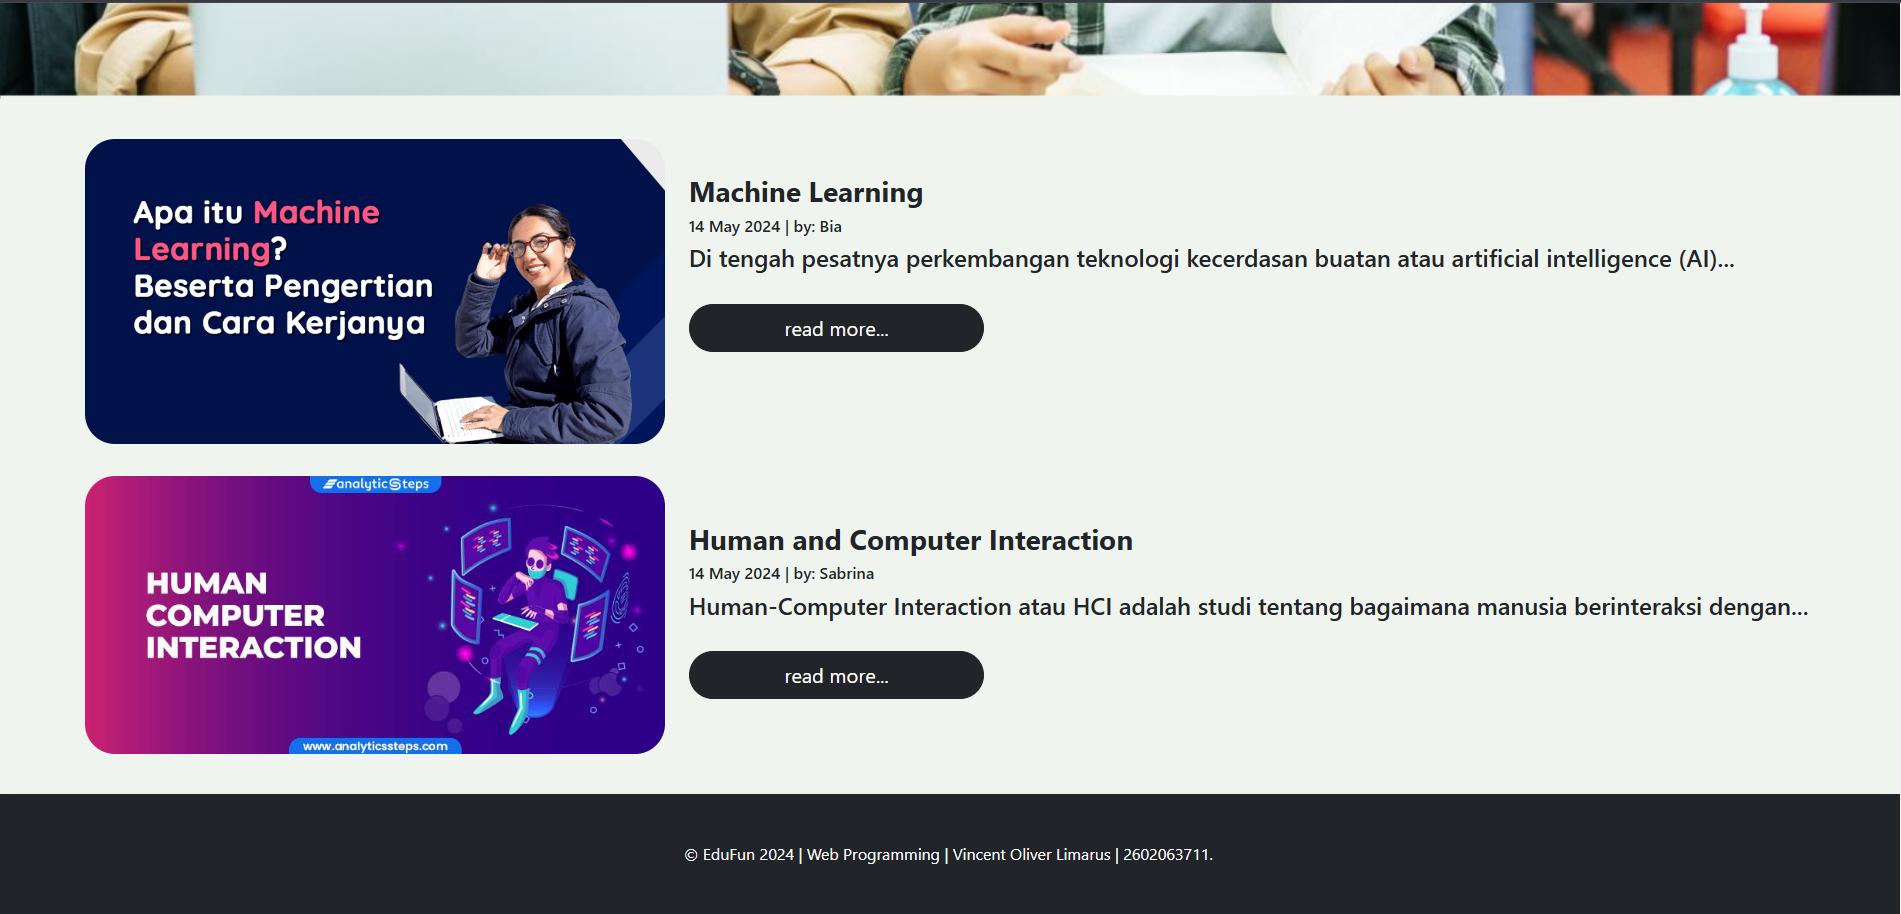 Apa itu Machine
Learning?
Beserta Pengertian
dan Cara Kerjanya
Machine Learning
14 May 2024 | by: Bia
Di tengah pesatnya perkembangan teknologi kecerdasan buatan atau artificial intelligence (AI)...
read more...
analyticSteps
HUMAN
COMPUTER
INTERACTION
www.analyticssteps.com
Human and Computer Interaction
14 May 2024 | by: Sabrina
Human-Computer Interaction atau HCI adalah studi tentang bagaimana manusia berinteraksi dengan...
read more...
© EduFun 2024 | Web Programming | Vincent Oliver Limarus | 2602063711.